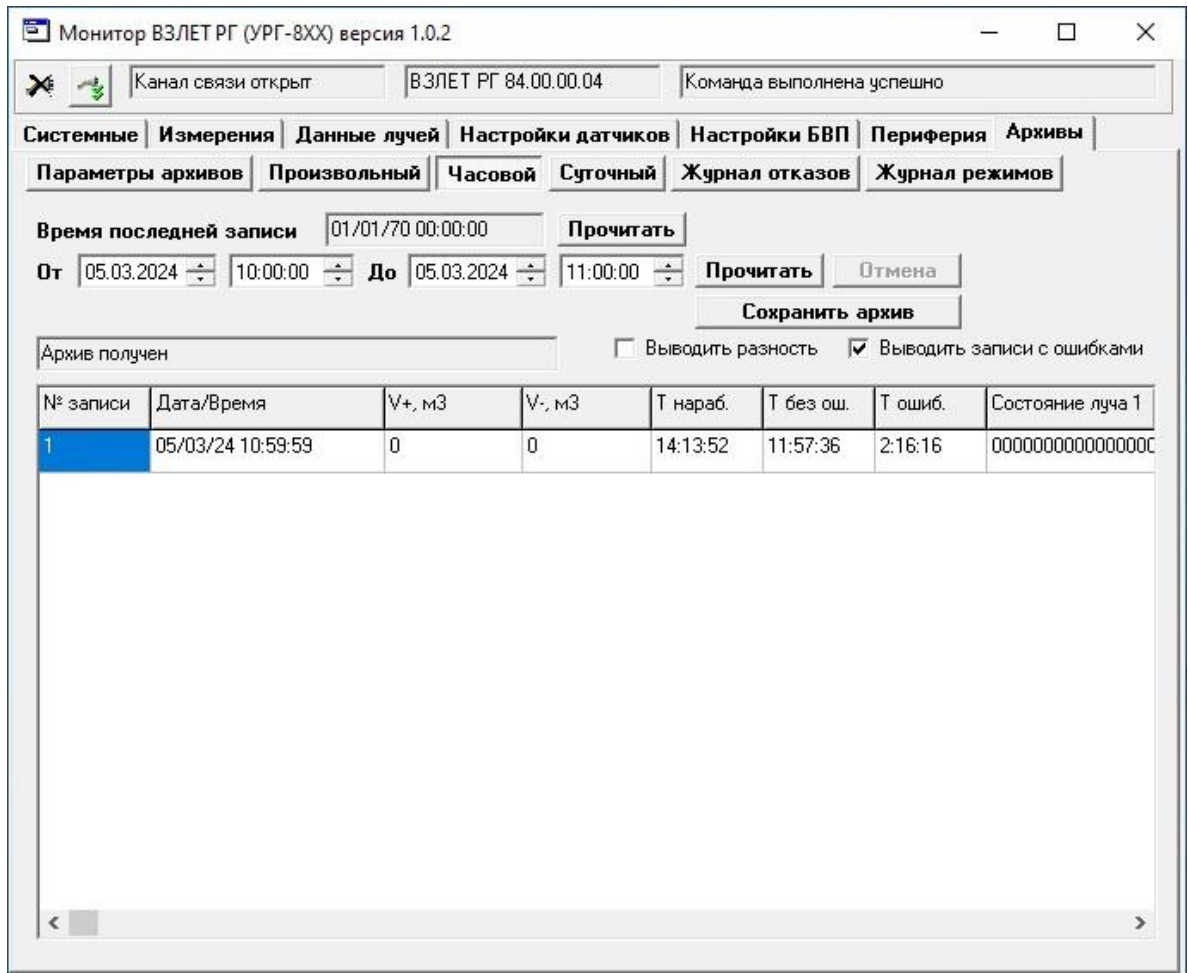 Монитор ВЗЛЕТ РГ (УРГ-8ХХ) версия 1.0.2
Канал связи открыт ВЗЛЕТ РГ 84.00.00.04 Команда выполнена успешно
Системные Измерения Данные лучей Настройки датчиков Настройки БВП Периферия Архивы
Параметры архивов Произвольный Часовой Суточный Журнал отказов Журнал режимов
Время последней записи 01/01/70 00:00:00 Прочитать
От 05.03.2024 10:00:00 До 05.03.2024 11:00:00 Прочитать Отмена
Сохранить архив
Архив получен Выводить разность Выводить записи с ошибками
№ записи Дата/Время V+, м3 V-, м3 Т нараб. Т без ош. Т ошиб. Состояние луча 1
1 05/03/24 10:59:59 0 0 14:13:52 11:57:36 2:16:16 0000000000000000